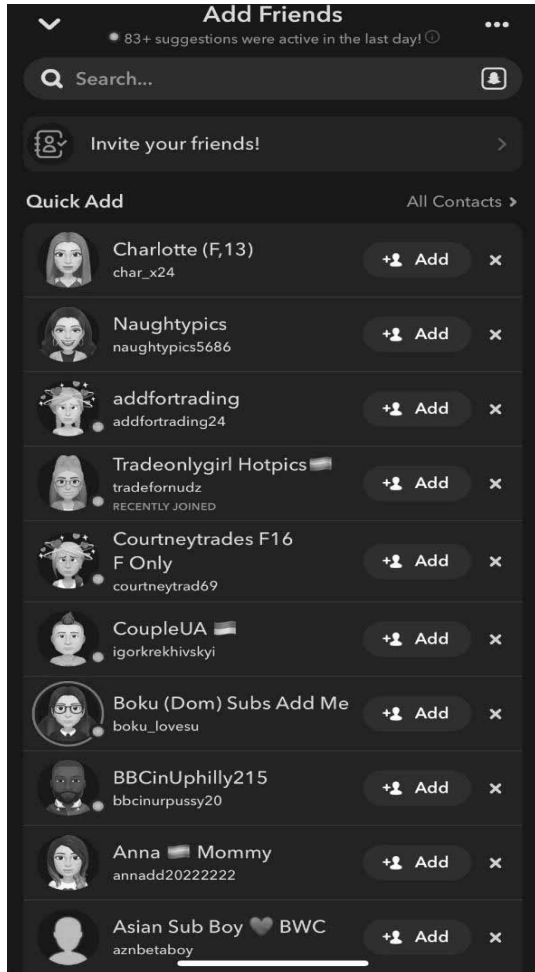 Add Friends
83+ suggestions were active in the last day!
Search...
Invite your friends!
Quick Add
All Contacts
Charlotte (F,13)
char_x24
Add
Naughtypics
naughtypics5686
Add
addfortrading
addfortrading24
Add
Tradeonlygirl Hotpics
tradefornudz
RECENTLY JOINED
Add
Courtneytrades F16
F Only
courtneytrad69
Add
CoupleUA
igorkrekhivskyi
Add
Boku (Dom) Subs Add Me
boku_lovesu
Add
BBCinUphilly215
bbcinurpussy20
Add
Anna Mommy
annadd20222222
Add
Asian Sub Boy 🖤 BWC
aznbetaboy
Add